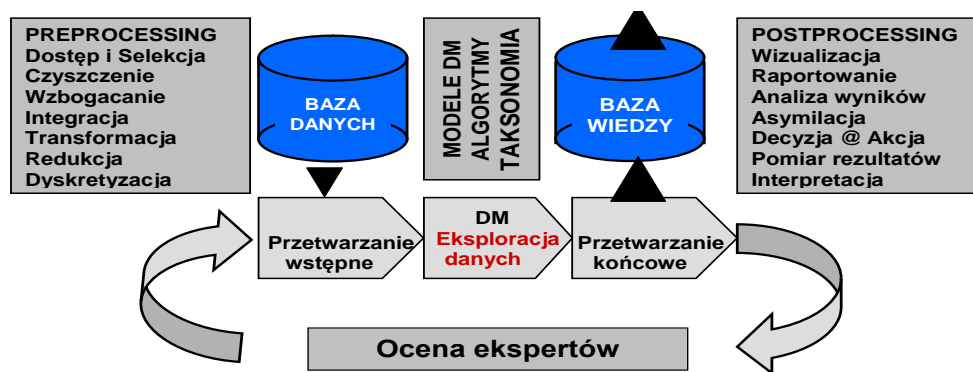 PREPROCESSING
Dostęp i Selekcja
Czyszczenie
Wzbogacanie
Integracja
Transformacja
Redukcja
Dyskretyzacja
BAZA
DANYCH
MODELE DM
ALGORYTMY
TAKSONOMIA
BAZA
WIEDZY
POSTPROCESSING
Wizualizacja
Raportowanie
Analiza wyników
Asymilacja
Decyzja @ Akcja
Pomiar rezultatów
Interpretacja
Przetwarzanie
wstępne
DM
Eksploracja
danych
Przetwarzanie
końcowe
Ocena ekspertów